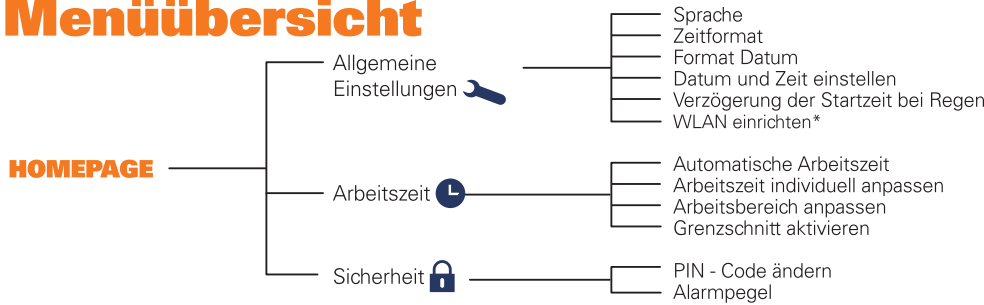 Menüübersicht
HOMEPAGE
Allgemeine
Einstellungen
Sprache
Zeitformat
Format Datum
Datum und Zeit einstellen
Verzögerung der Startzeit bei Regen
WLAN einrichten*
Arbeitszeit
Automatische Arbeitszeit
Arbeitszeit individuell anpassen
Arbeitsbereich anpassen
Grenzschnitt aktivieren
Sicherheit
PIN - Code ändern
Alarmpegel